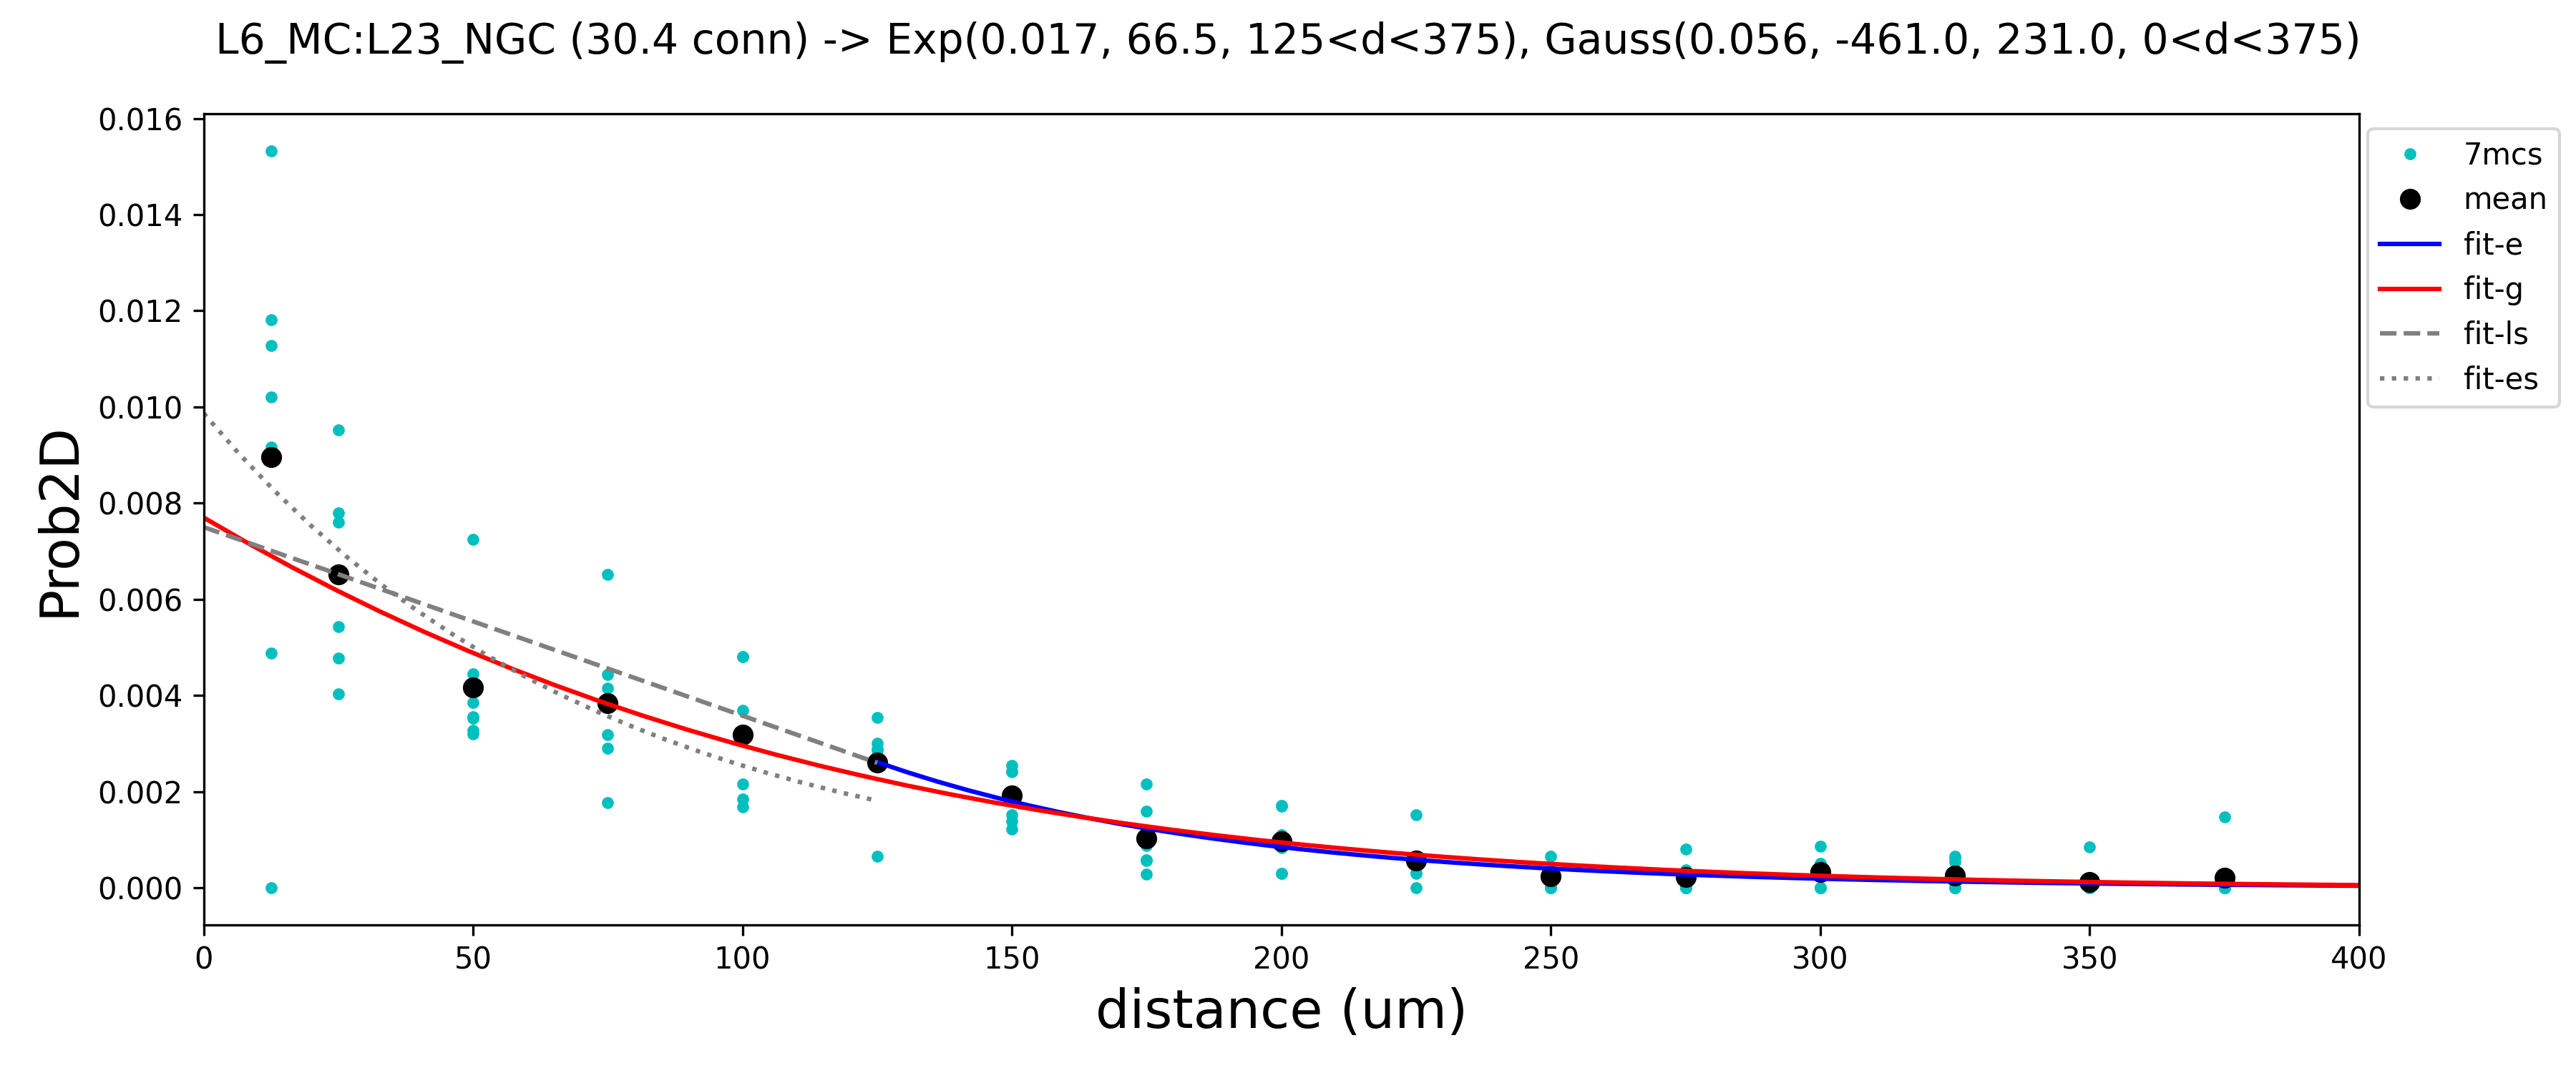 L6_MC:L23_NGC (30.4 conn) -> Exp(0.017, 66.5, 125<d<375), Gauss(0.056, -461.0, 231.0, 0<d<375)
0.016
0.014
0.012
0.010
0.008
0.006
0.004
0.002
0.000
Prob2D
0 50 100 150 200 250 300 350 400
distance (um)
7mcs
mean
fit-e
fit-g
fit-ls
fit-es